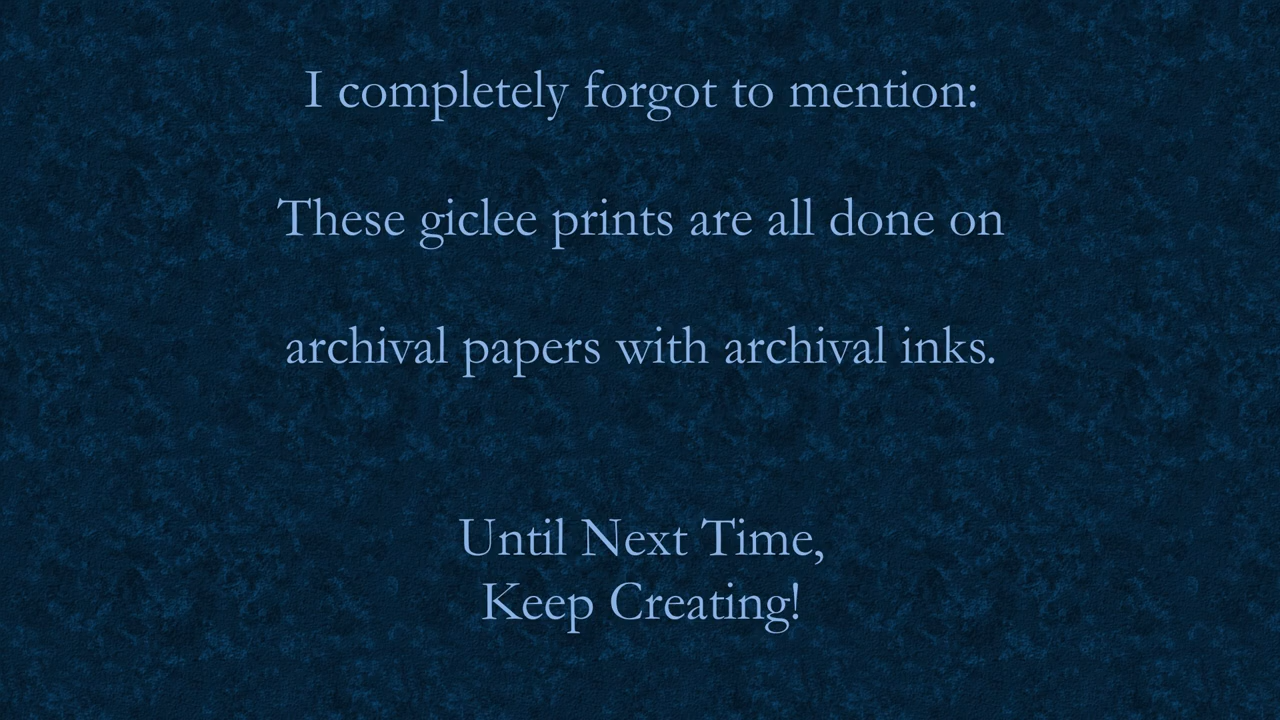 I completely forgot to mention:
These giclee prints are all done on
archival papers with archival inks.
Until Next Time,
Keep Creating!